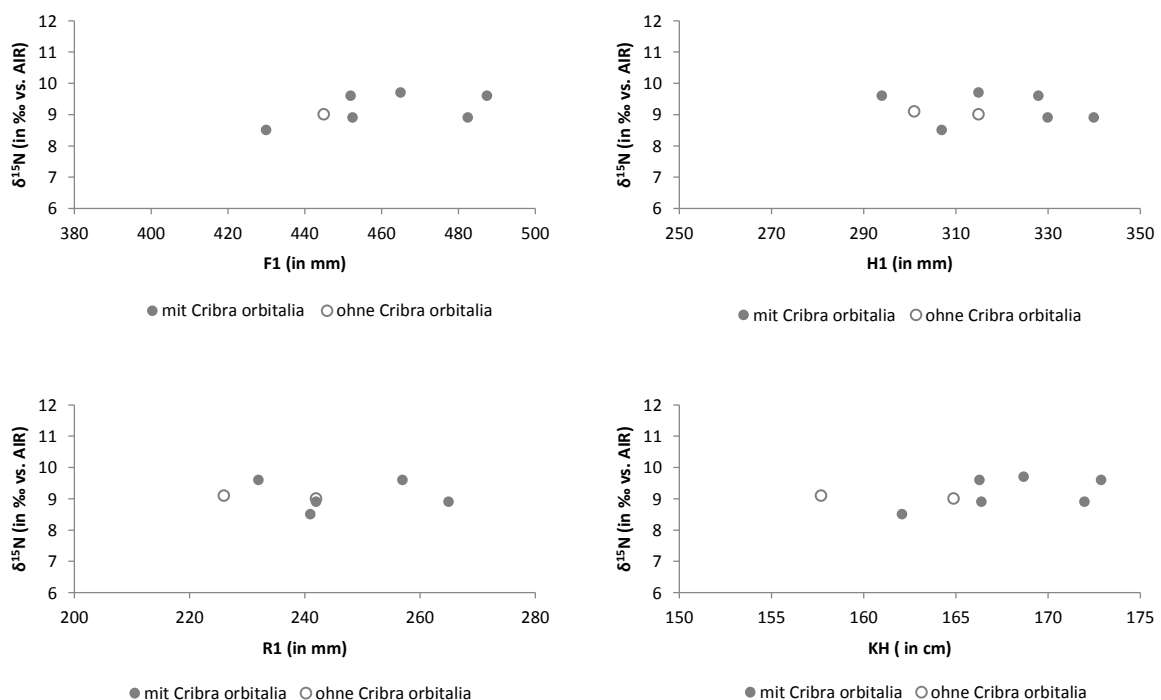 12
11
10
9
8
7
6
δ¹⁵N (in ‰ vs. AIR)
380 400 420 440 460 480 500
F1 (in mm)
mit Cribra orbitalia ohne Cribra orbitalia
12
11
10
9
8
7
6
δ¹⁵N (in ‰ vs. AIR)
250 270 290 310 330 350
H1 (in mm)
mit Cribra orbitalia ohne Cribra orbitalia
12
11
10
9
8
7
6
δ¹⁵N (in ‰ vs. AIR)
200 220 240 260 280
R1 (in mm)
mit Cribra orbitalia ohne Cribra orbitalia
12
11
10
9
8
7
6
δ¹⁵N (in ‰ vs. AIR)
150 155 160 165 170 175
KH ( in cm)
mit Cribra orbitalia ohne Cribra orbitalia